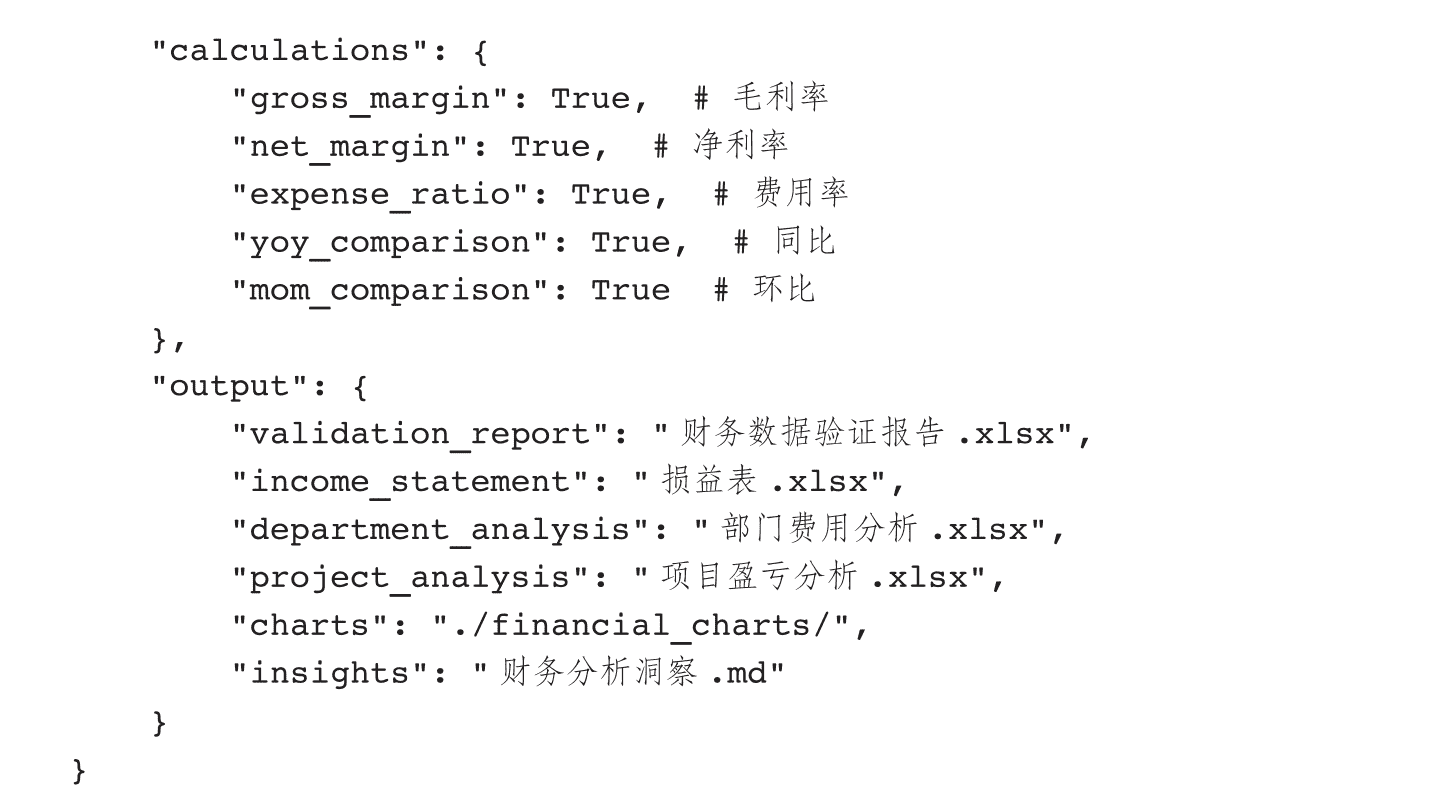 "calculations": {
"gross_margin": True,  # 毛利率
"net_margin": True,  # 净利率
"expense_ratio": True,  # 费用率
"yoy_comparison": True,  # 同比
"mom_comparison": True  # 环比
},
"output": {
"validation_report": "财务数据验证报告.xlsx",
"income_statement": "损益表.xlsx",
"department_analysis": "部门费用分析.xlsx",
"project_analysis": "项目盈亏分析.xlsx",
"charts": "./financial_charts/",
"insights": "财务分析洞察.md"
}
}